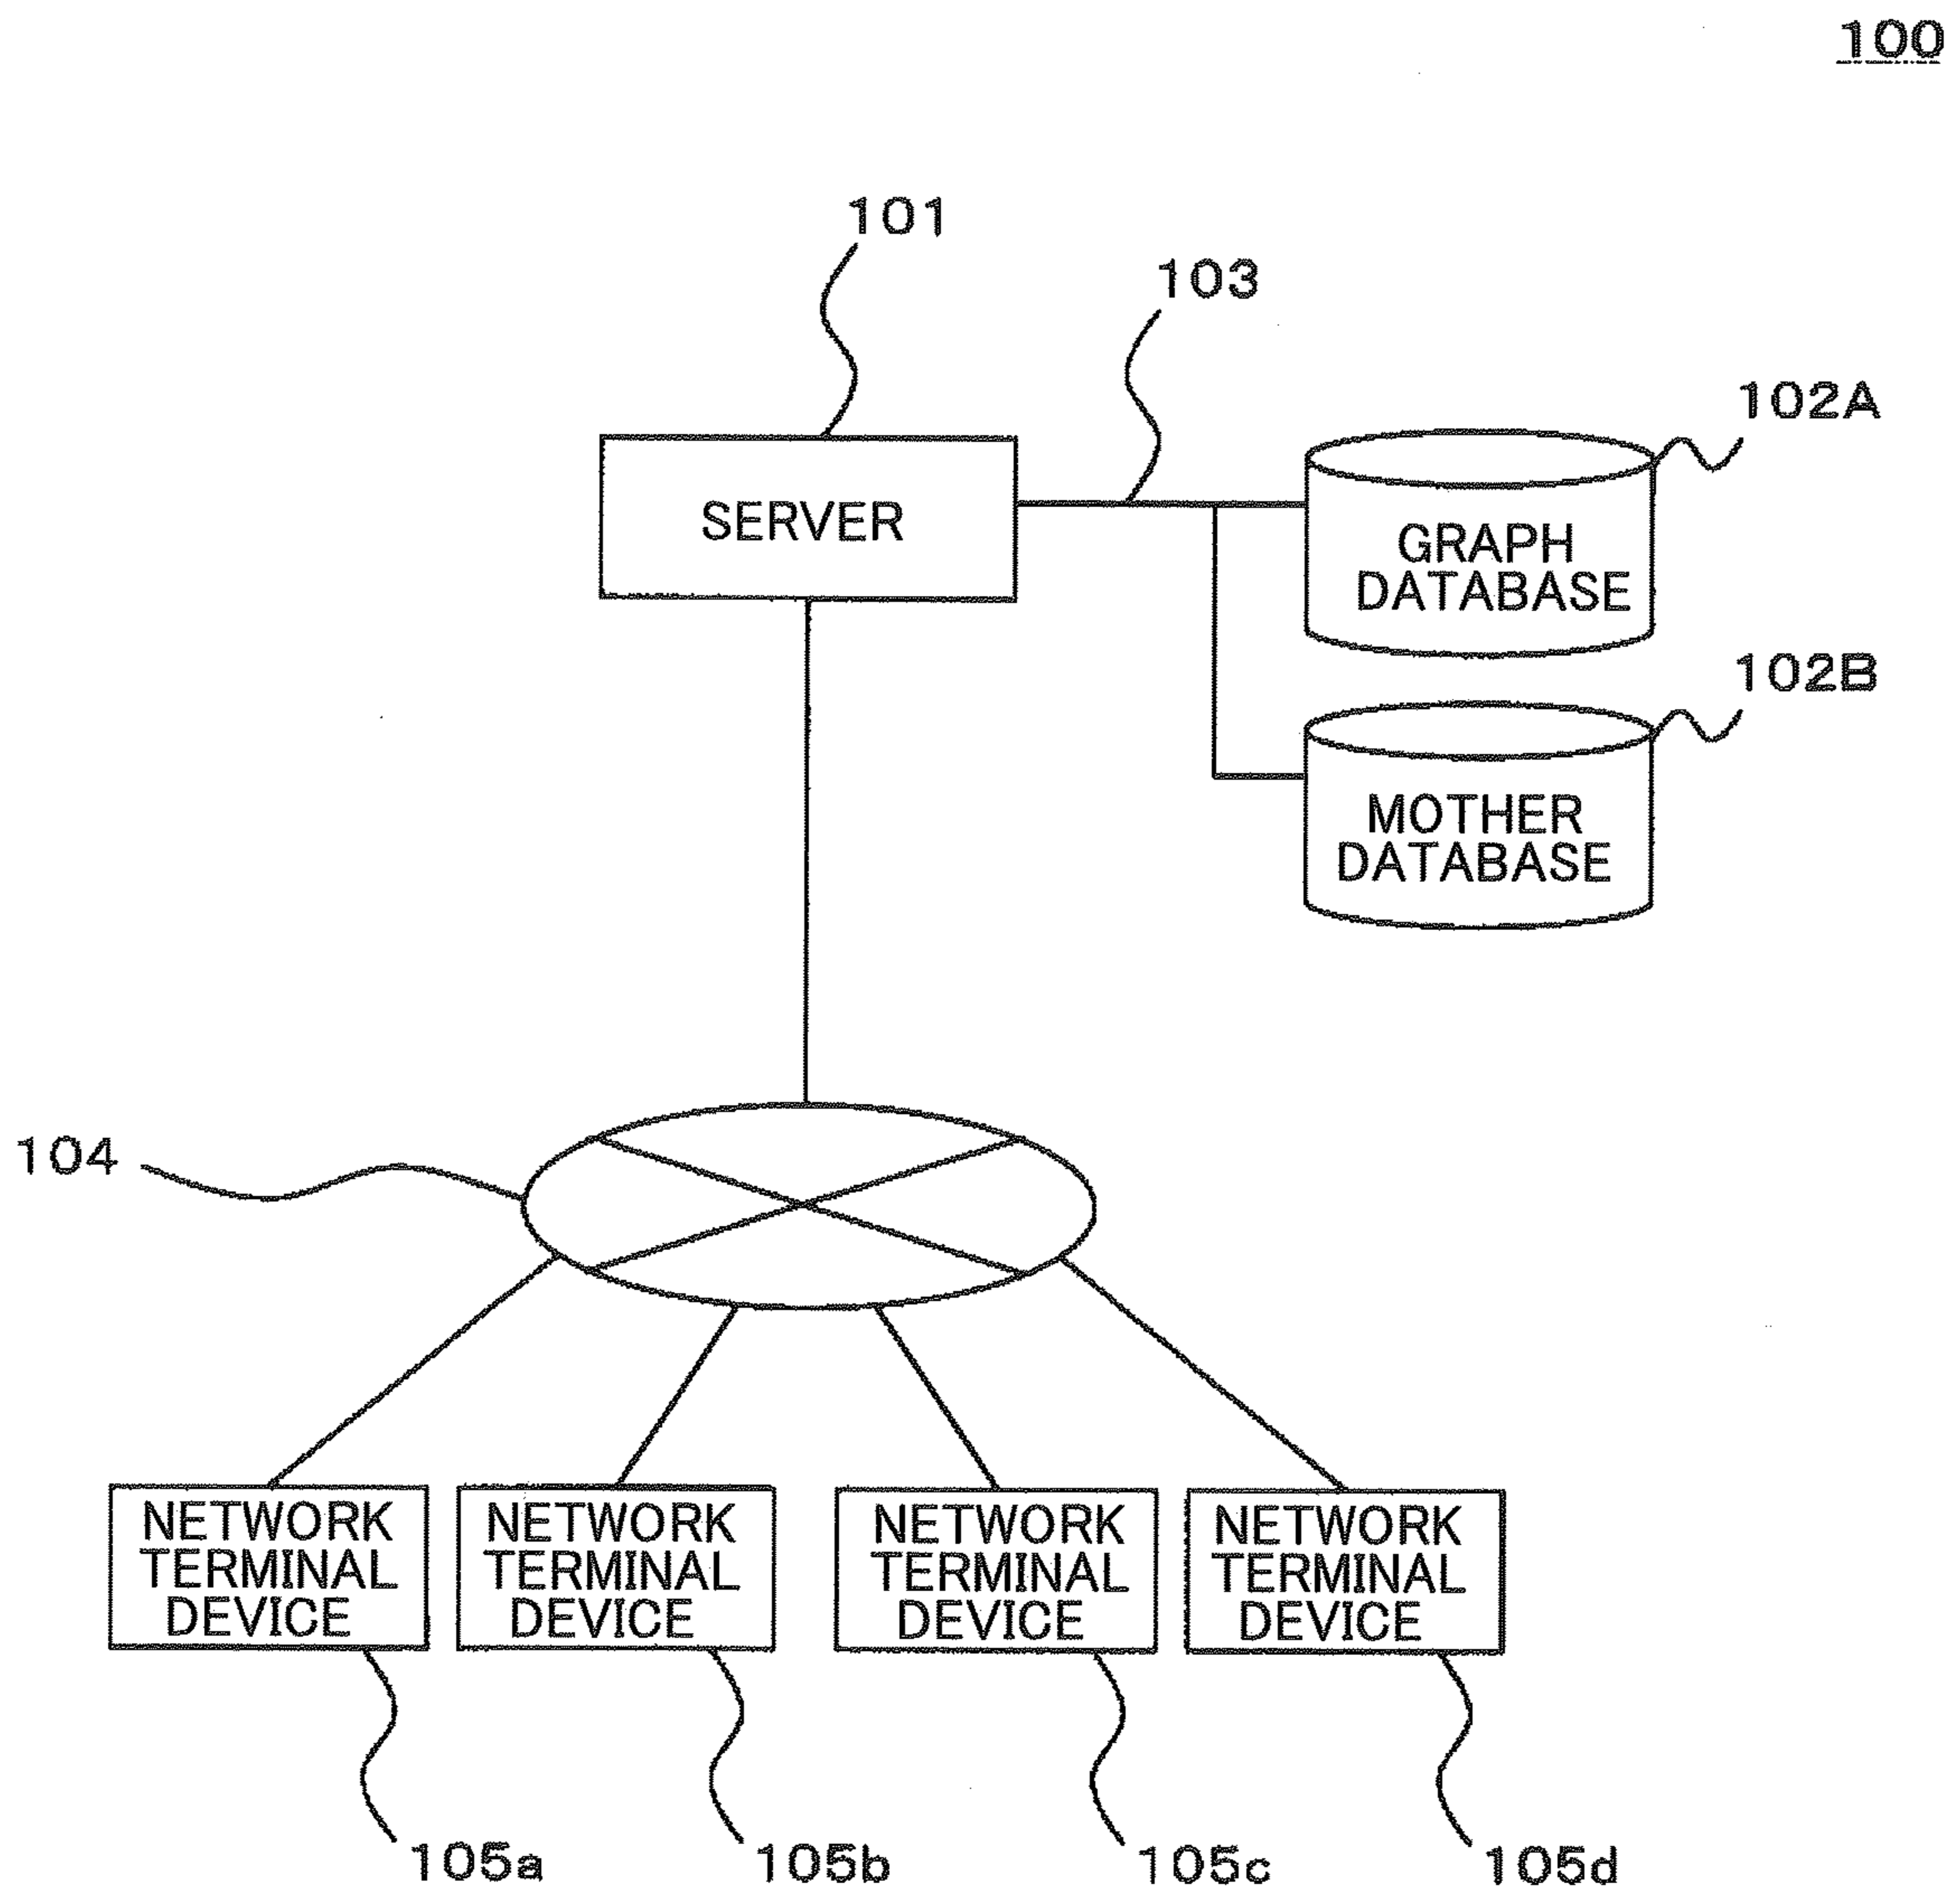 100
101
103
102A
SERVER
GRAPH
DATABASE
102B
MOTHER
DATABASE
104
NETWORK
TERMINAL
DEVICE
NETWORK
TERMINAL
DEVICE
NETWORK
TERMINAL
DEVICE
NETWORK
TERMINAL
DEVICE
105a
105b
105c
105d